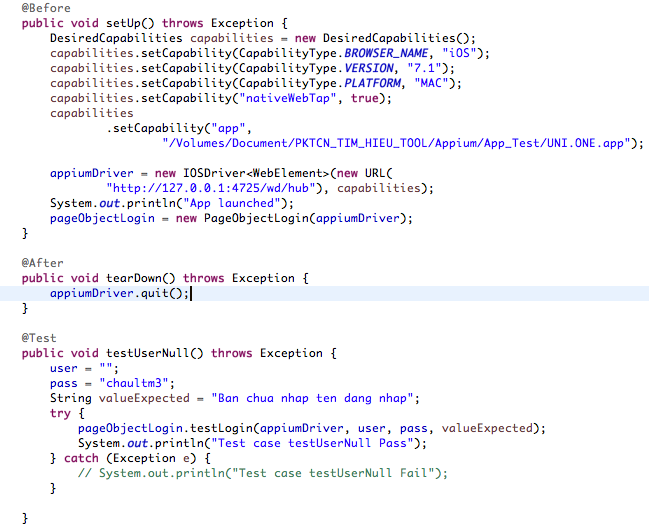 @Before
public void setUp() throws Exception {
DesiredCapabilities capabilities = new DesiredCapabilities();
capabilities.setCapability(CapabilityType.BROWSER_NAME, "iOS");
capabilities.setCapability(CapabilityType.VERSION, "7.1");
capabilities.setCapability(CapabilityType.PLATFORM, "MAC");
capabilities.setCapability("nativeWebTap", true);
capabilities
.setCapability("app",
"/Volumes/Document/PKTCN_TIM_HIEU_TOOL/Appium/App_Test/UNI.ONE.app");
appiumDriver = new IOSDriver<WebElement>(new URL(
"http://127.0.0.1:4725/wd/hub"), capabilities);
System.out.println("App launched");
pageObjectLogin = new PageObjectLogin(appiumDriver);
}
@After
public void tearDown() throws Exception {
appiumDriver.quit();
}
@Test
public void testUserNull() throws Exception {
user = "";
pass = "chaultm3";
String valueExpected = "Ban chua nhap ten dang nhap";
try {
pageObjectLogin.testLogin(appiumDriver, user, pass, valueExpected);
System.out.println("Test case testUserNull Pass");
} catch (Exception e) {
// System.out.println("Test case testUserNull Fail");
}
}